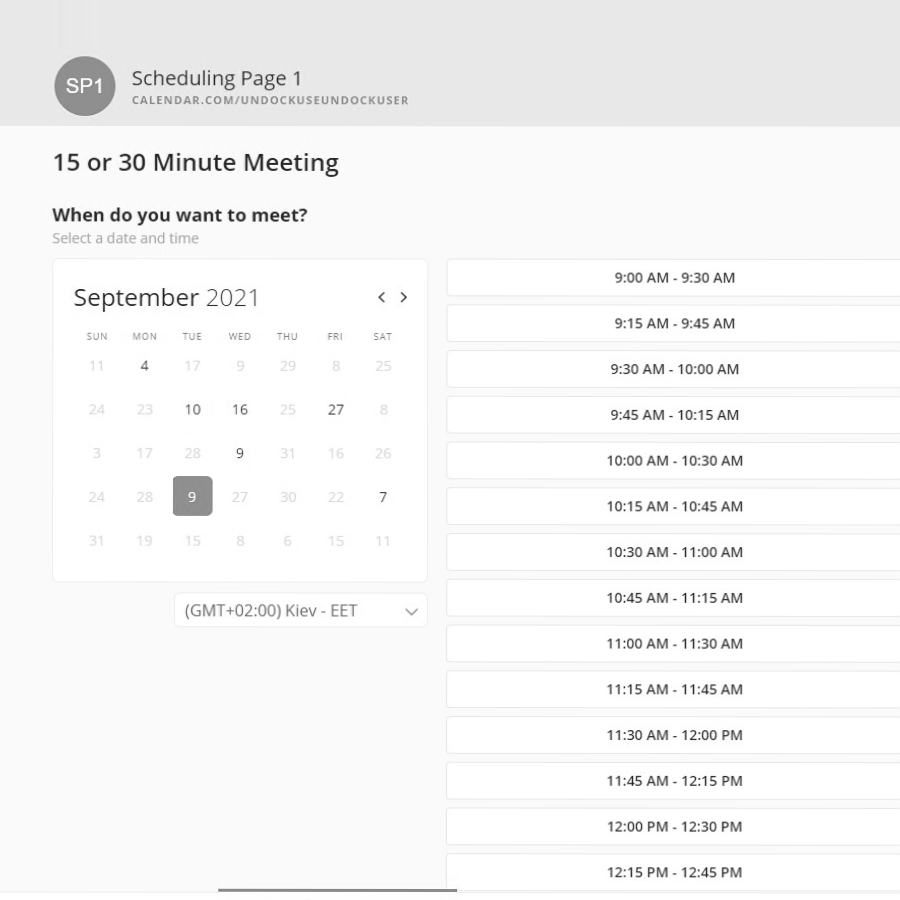 SP1
Scheduling Page 1
CALENDAR.COM/UNDOCKUSEUNDOCKUSER
15 or 30 Minute Meeting
When do you want to meet?
Select a date and time
September 2021
SUN MON TUE WED THU FRI SAT
11 4 17 9 29 8 25
24 23 10 16 25 27 8
3 17 28 9 31 16 26
24 28 9 27 30 22 7
31 19 15 8 6 15 11
(GMT+02:00) Kiev - EET
9:00 AM - 9:30 AM
9:15 AM - 9:45 AM
9:30 AM - 10:00 AM
9:45 AM - 10:15 AM
10:00 AM - 10:30 AM
10:15 AM - 10:45 AM
10:30 AM - 11:00 AM
10:45 AM - 11:15 AM
11:00 AM - 11:30 AM
11:15 AM - 11:45 AM
11:30 AM - 12:00 PM
11:45 AM - 12:15 PM
12:00 PM - 12:30 PM
12:15 PM - 12:45 PM